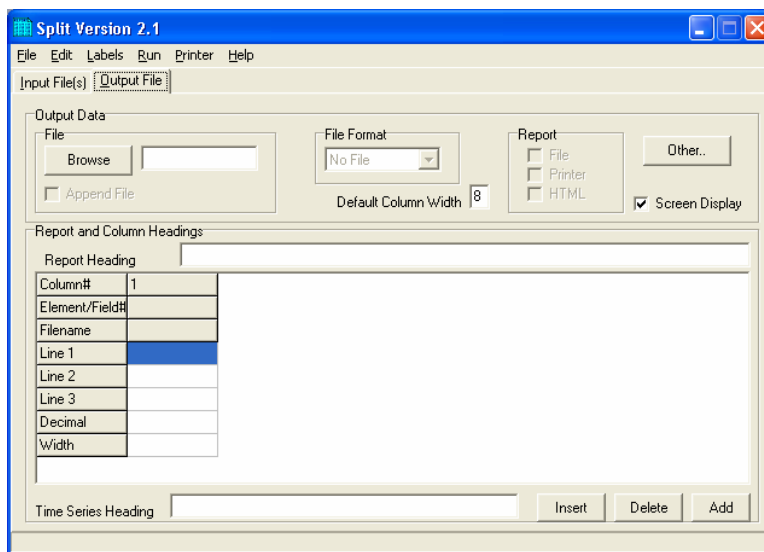 Split Version 2.1
File Edit Labels Run Printer Help
Input File(s) Output File
Output Data
File
Browse
Append File
File Format
No File
Default Column Width 8
Report
File
Printer
HTML
Other..
Screen Display
Report and Column Headings
Report Heading
Column# 1
Element/Field#
Filename
Line 1
Line 2
Line 3
Decimal
Width
Time Series Heading
Insert Delete Add